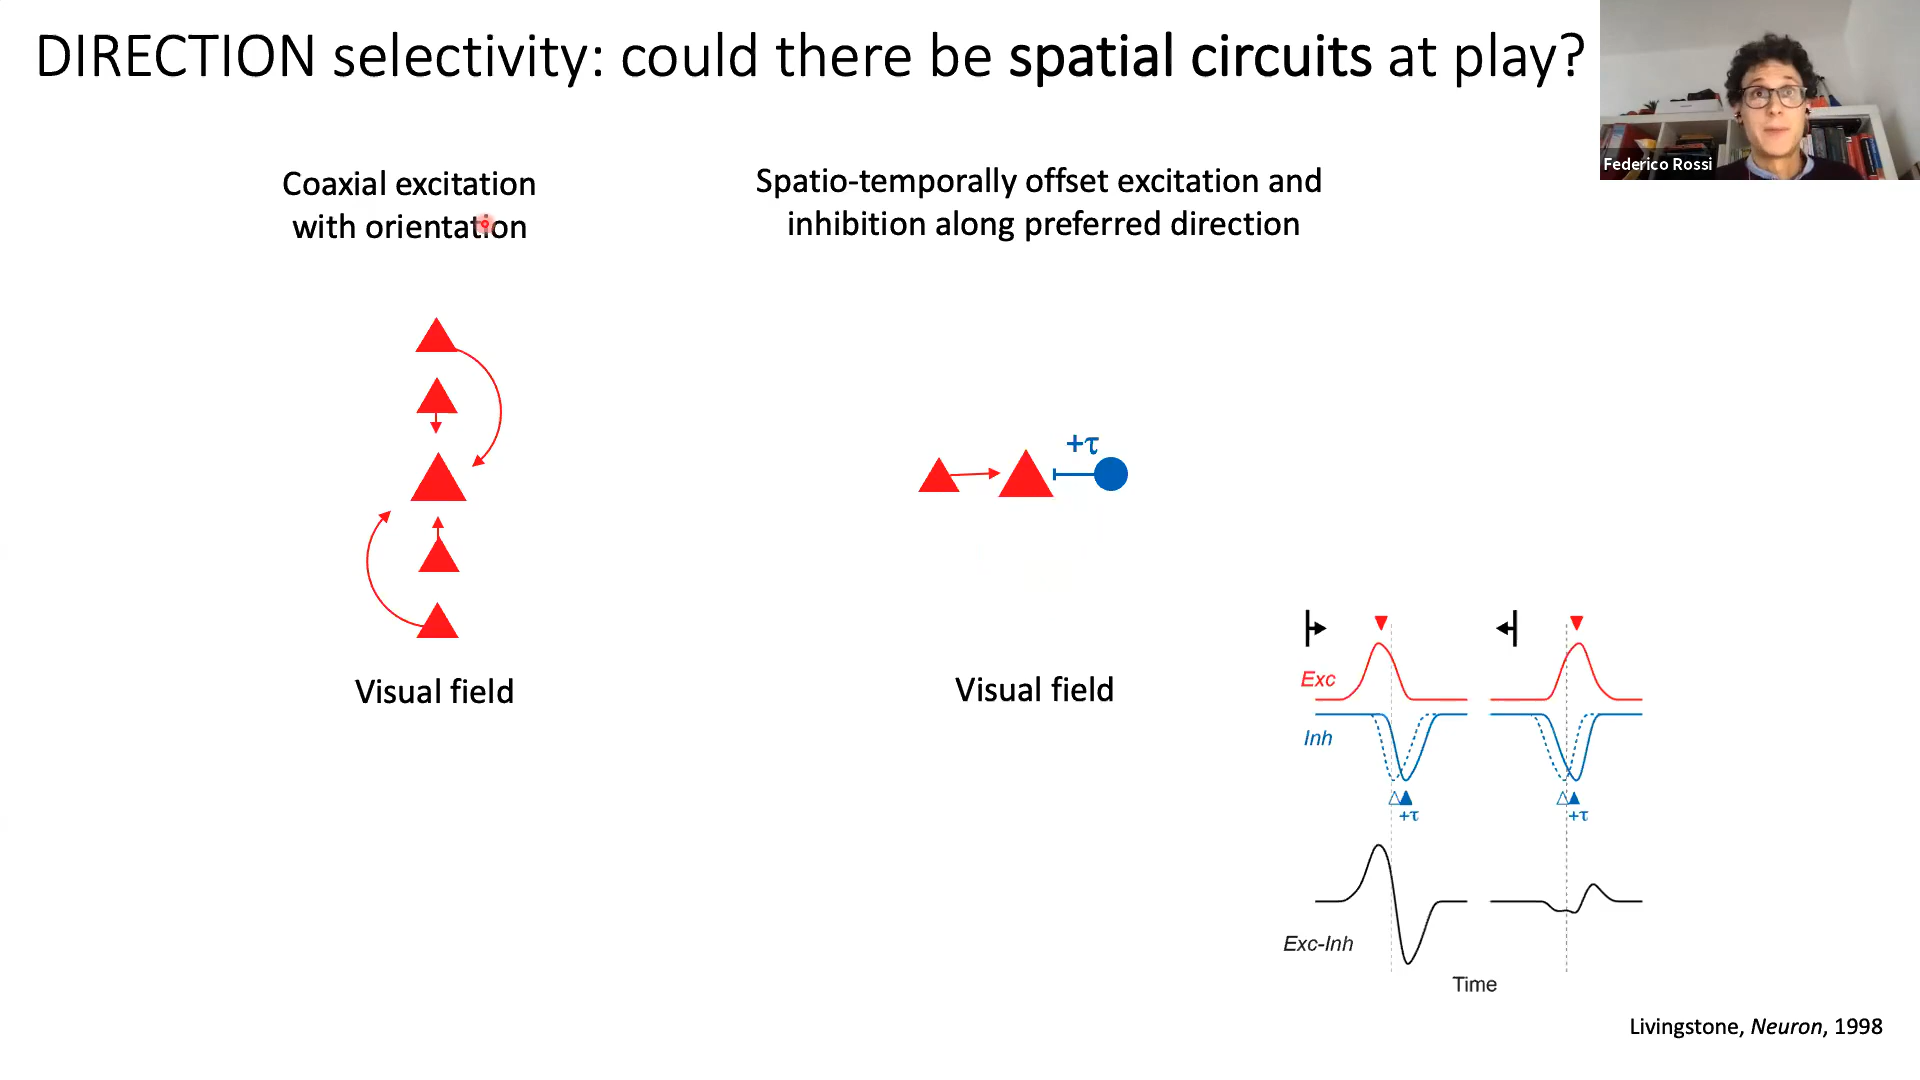 DIRECTION selectivity: could there be spatial circuits at play?
Federico Rossi
Coaxial excitation
with orientation
Spatio-temporally offset excitation and
inhibition along preferred direction
+τ
Visual field
Visual field
Exc
Inh
+τ
+τ
Exc-Inh
Time
Livingstone, Neuron, 1998